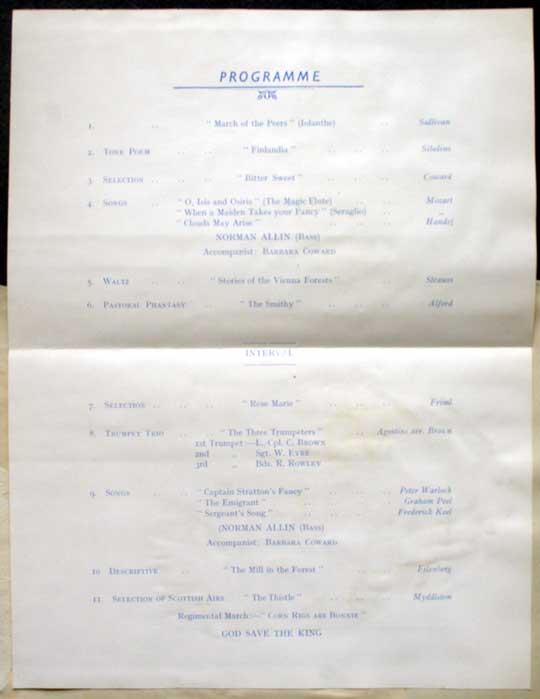 PROGRAMME
1. .. "March of the Peers" (Iolanthe) .. Sullivan
2. TONE POEM .. "Finlandia" .. .. Sibelius
3. SELECTION .. .. .. "Bitter Sweet" .. .. .. Coward
4. SONGS .. "O, Isis and Osiris" (The Magic Flute) .. .. Mozart
"When a Maiden Takes your Fancy" (Seraglio) .. „
"Clouds May Arise" .. .. .. Handel
NORMAN ALLIN (BASS)
Accompanist: BARBARA COWARD
5. WALTZ .. .. "Stories of the Vienna Forests" .. .. Strauss
6. PASTORAL PHANTASY .. "The Smithy" .. .. .. Alford
INTERVAL
7. SELECTION .. .. .. "Rose Marie" .. .. .. Friml
8. TRUMPET TRIO .. .. "The Three Trumpeters" .. Agostini arr. Brown
1st Trumpet—L. Cpl. C. BROWN
2nd „ Sgt. W. EYRE
3rd „ Bds. R. ROWLEY
9. SONGS .. .. "Captain Stratton's Fancy" .. .. Peter Warlock
"The Emigrant" .. .. .. Graham Peel
"Sergeant's Song" .. .. .. Frederick Keel
(NORMAN ALLIN (BASS)
Accompanist: BARBARA COWARD
10 DESCRIPTIVE .. "The Mill in the Forest" .. .. Eilenberg
11. SELECTION OF SCOTTISH AIRS "The Thistle" .. .. .. Myddleton
Regimental March:—"CORN RIGS ARE BONNIE"
GOD SAVE THE KING